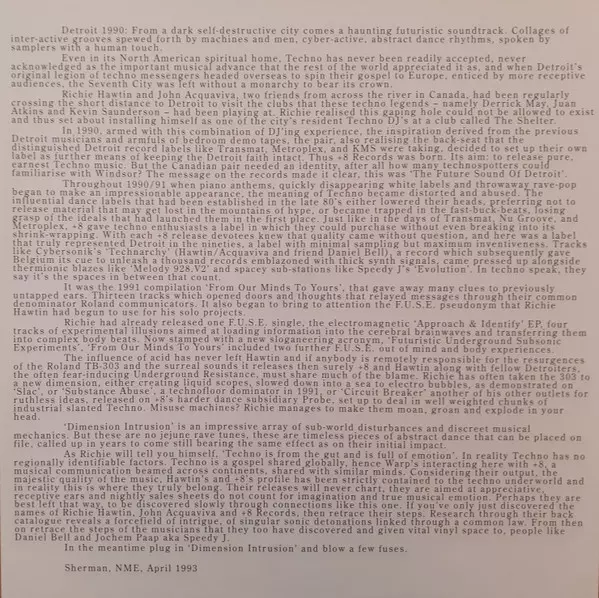 Detroit 1990: From a dark self-destructive city comes a haunting futuristic soundtrack. Collages of
inter-active grooves spewed forth by machines and men, cyber-active, abstract dance rhythms, spoken by
samplers with a human touch.
Even in its North American spiritual home, Techno has never been readily accepted, never
acknowledged as the important musical advance that the rest of the world appreciated it as, and when Detroit's
original legion of techno messengers headed overseas to spin their gospel to Europe, enticed by more receptive
audiences, the Seventh City was left without a monarchy to bear its crown.
Richie Hawtin and John Acquaviva, two friends from across the river in Canada, had been regularly
crossing the short distance to Detroit to visit the clubs that these techno legends - namely Derrick May, Juan
Atkins and Kevin Saunderson - had been playing at. Richie realised this gaping hole could not be allowed to exist
and thus set about installing himself as one of the city's resident Techno DJ's at a club called The Shelter.
In 1990, armed with this combination of DJ'ing experience, the inspiration derived from the previous
Detroit musicians and armfuls of bedroom demo tapes, the pair, also realising the back-seat that the
distinguished Detroit record labels like Transmat, Metroplex, and KMS were taking, decided to set up their own
label as further means of keeping the Detroit faith intact. Thus +8 Records was born. Its aim: to release pure,
earnest Techno music. But the Canadian pair needed an identity, after all how many technospotters could
familiarise with Windsor? The message on the records made it clear, this was 'The Future Sound Of Detroit'.
Throughout 1990/91 when piano anthems, quickly disappearing white labels and throwaway rave-pop
began to make an impressionable appearance, the meaning of Techno became distorted and abused. The
influential dance labels that had been established in the late 80's either lowered their heads, preferring not to
release material that may get lost in the mountains of hype, or became trapped in the fast-buck-beats, losing
grasp of the ideals that had launched them in the first place. Just like in the days of Transmat, Nu Groove, and
Metroplex, +8 gave techno enthusiasts a label in which they could purchase without even breaking into its
shrink-wrapping. With each +8 release devotees knew that quality came without question, and here was a label
that truly represented Detroit in the nineties, a label with minimal sampling but maximum inventiveness. Tracks
like Cybersonik's 'Technarchy' (Hawtin/Acquaviva and friend Daniel Bell), a record which subsequently gave
Belgium its cue to unleash a thousand records emblazoned with thick synth signals, came pressed up alongside
thermionic blazes like 'Melody 928.V2' and spacey sub-stations like Speedy J's 'Evolution'. In techno speak, they
say it's the spaces in between that count.
It was the 1991 compilation 'From Our Minds To Yours', that gave away many clues to previously
untapped ears. Thirteen tracks which opened doors and thoughts that relayed messages through their common
denominator Roland communicators. It also began to bring to attention the F.U.S.E. pseudonym that Richie
Hawtin had begun to use for his solo projects.
Richie had already released one F.U.S.E. single, the electromagnetic 'Approach & Identify' EP, four
tracks of experimental illusions aimed at loading information into the cerebral brainwaves and transferring them
into complex body beats. Now stamped with a new sloganeering acronym, 'Futuristic Underground Subsonic
Experiments', 'From Our Minds To Yours' included two further F.U.S.E. out of mind and body experiences.
The influence of acid has never left Hawtin and if anybody is remotely responsible for the resurgences
of the Roland TB-303 and the surreal sounds it releases then surely +8 and Hawtin along with fellow Detroiters,
the often fear-inducing Underground Resistance, must share much of the blame. Richie has often taken the 303 to
a new dimension, either creating liquid scopes, slowed down into a sea to electro bubbles, as demonstrated on
'Slac', or 'Substance Abuse', a technofloor dominator in 1991, or 'Circuit Breaker' another of his other outlets for
ruthless ideas, released on +8's harder dance subsidiary Probe, set up to deal in well weighted chunks of
industrial slanted Techno. Misuse machines? Richie manages to make them moan, groan and explode in your
head.
'Dimension Intrusion' is an impressive array of sub-world disturbances and discreet musical
mechanics. But these are no jejune rave tunes, these are timeless pieces of abstract dance that can be placed on
file, called up in years to come still bearing the same effect as on their initial impact.
As Richie will tell you himself, 'Techno is from the gut and is full of emotion'. In reality Techno has no
regionally identifiable factors. Techno is a gospel shared globally, hence Warp's interacting here with +8, a
musical communication beamed across continents, shared with similar minds. Considering their output, the
majestic quality of the music, Hawtin's and +8's profile has been strictly contained to the techno underworld and
in reality this is where they truly belong. Their releases will never chart, they are aimed at appreciative,
receptive ears and nightly sales sheets do not count for imagination and true musical emotion. Perhaps they are
best left that way, to be discovered slowly through connections like this one. If you've only just discovered the
names of Richie Hawtin, John Acquaviva and +8 Records, then retrace their steps. Research through their back
catalogue reveals a forcefield of intrigue, of singular sonic detonations linked through a common law. From then
on retrace the steps of the musicians that they too have discovered and given vital vinyl space to, people like
Daniel Bell and Jochem Paap aka Speedy J.
In the meantime plug in 'Dimension Intrusion' and blow a few fuses.
Sherman, NME, April 1993